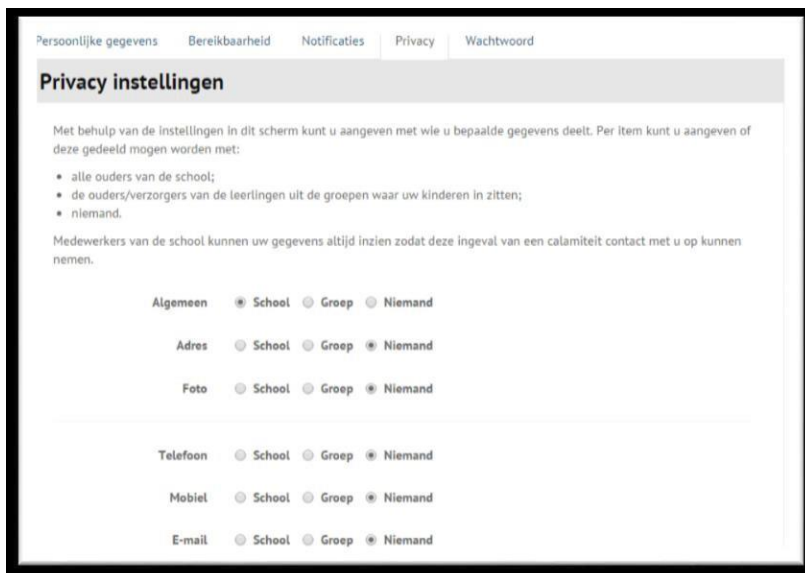 Persoonlijke gegevens Bereikbaarheid Notificaties Privacy Wachtwoord
Privacy instellingen
Met behulp van de instellingen in dit scherm kunt u aangeven met wie u bepaalde gegevens deelt. Per item kunt u aangeven of
deze gedeeld mogen worden met:
• alle ouders van de school;
• de ouders/verzorgers van de leerlingen uit de groepen waar uw kinderen in zitten;
• niemand.
Medewerkers van de school kunnen uw gegevens altijd inzien zodat deze ingeval van een calamiteit contact met u op kunnen
nemen.
Algemeen School Groep Niemand
Adres School Groep Niemand
Foto School Groep Niemand
Telefoon School Groep Niemand
Mobiel School Groep Niemand
E-mail School Groep Niemand